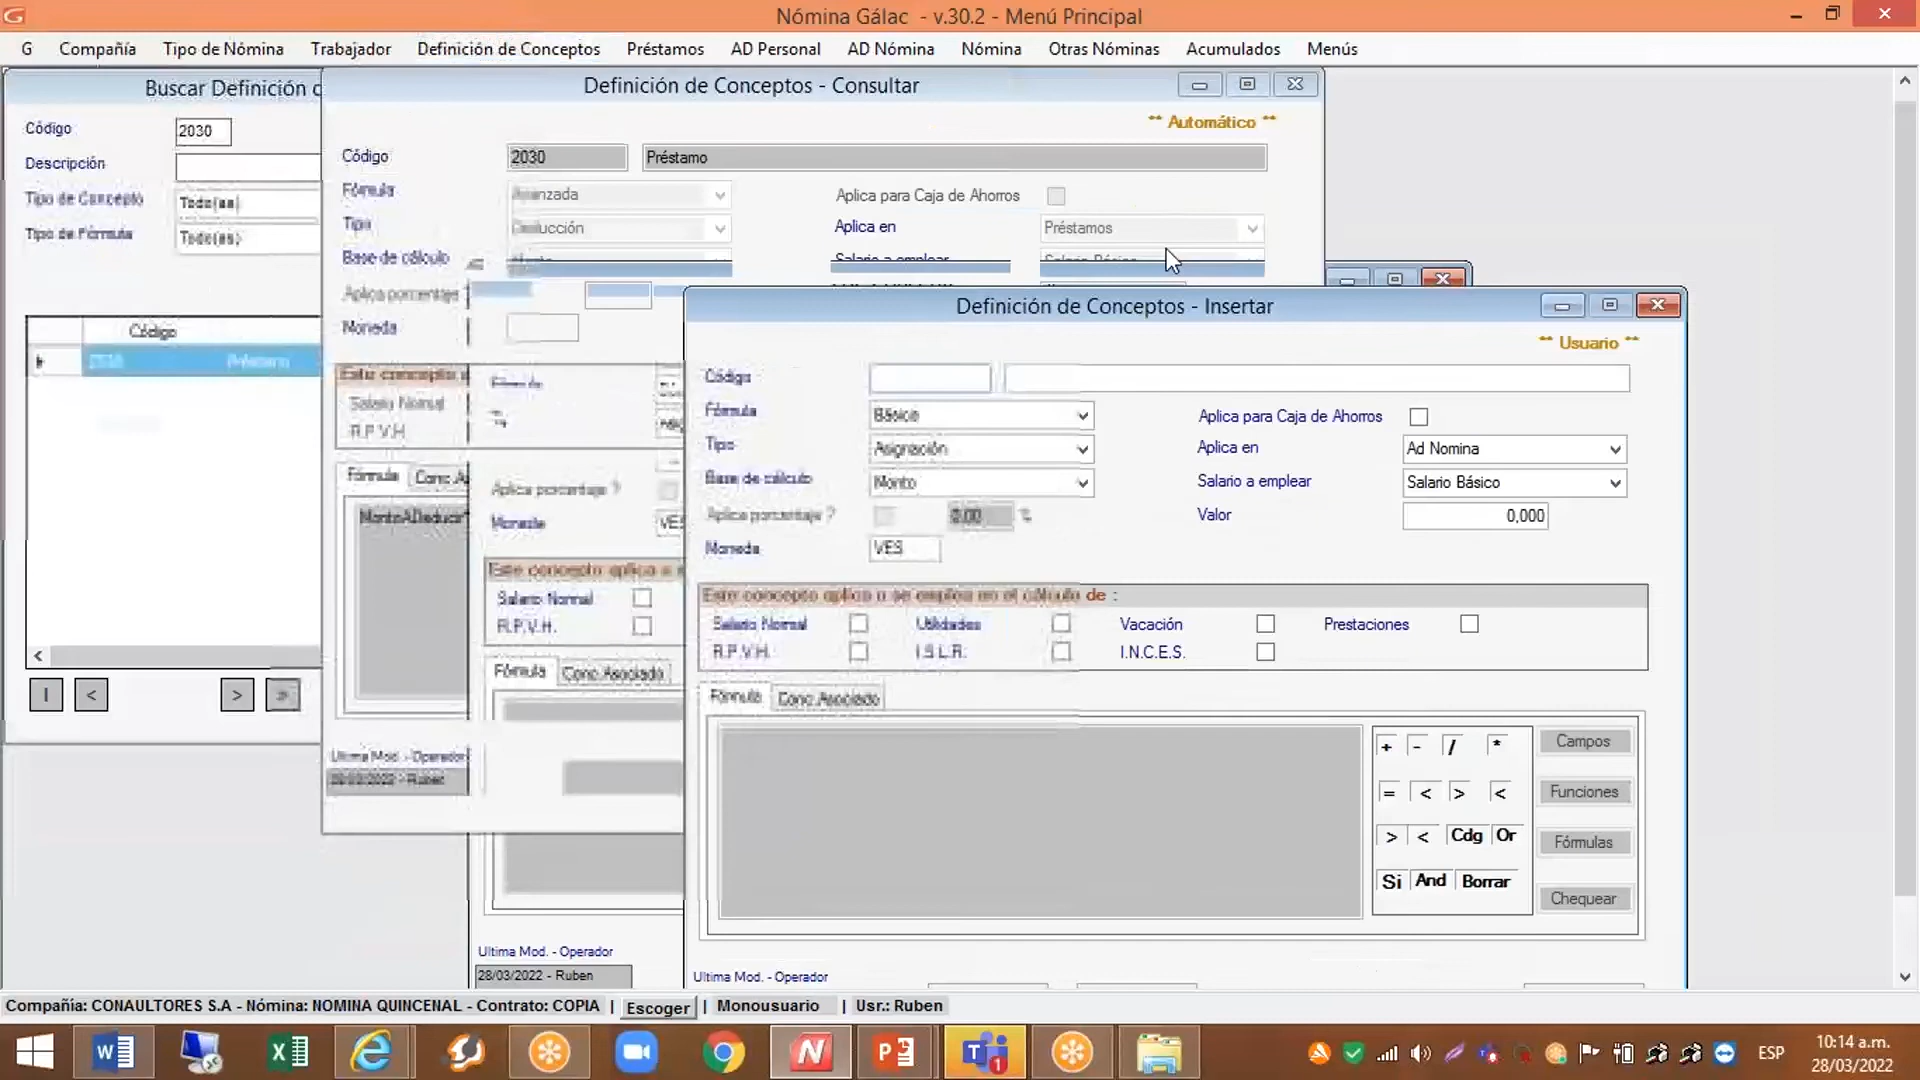 Nómina Gálac - v.30.2 - Menú Principal
G Compañía Tipo de Nómina Trabajador Definición de Conceptos Préstamos AD Personal AD Nómina Nómina Otras Nóminas Acumulados Menús
Buscar Definición
Código 2030
Descripción
Tipo de Concepto Todo(as)
Tipo de Fórmula Todo(as)
Código
2030 Préstamo
I < >
Definición de Conceptos - Consultar
** Automático **
Código 2030 Préstamo
Fórmula Avanzada Aplica para Caja de Ahorros
Tipo Deducción Aplica en Préstamos
Base de cálculo Monto Salario a emplear Salario Básico
Aplica porcentaje
Moneda
Este concepto
Salario Normal
R.P.V.H
Fórmula Conc.A
MontoADeducir
Ultima Mod. - Operador
28/03/2022 - Ruben
Fórmula
Aplica porcentaje ?
Moneda VES
Este concepto aplica o
Salario Normal
R.P.V.H.
Fórmula Conc.Asociado
Ultima Mod. - Operador
28/03/2022 - Ruben
Definición de Conceptos - Insertar
** Usuario **
Código
Fórmula Básica Aplica para Caja de Ahorros
Tipo Asignación Aplica en Ad Nomina
Base de cálculo Monto Salario a emplear Salario Básico
Aplica porcentaje ? 0,00 % Valor 0,000
Moneda VES
Este concepto aplica o se emplea en el cálculo de :
Salario Normal Utilidades Vacación Prestaciones
R.P.V.H. I.S.L.R. I.N.C.E.S.
Fórmula Conc.Asociado
+ - / * Campos
= < > < Funciones
> < Cdg Or Fórmulas
Si And Borrar Chequear
Ultima Mod. - Operador
Compañía: CONAULTORES S.A - Nómina: NOMINA QUINCENAL - Contrato: COPIA | Escoger | Monousuario | Usr.: Ruben
ESP
10:14 a.m.
28/03/2022